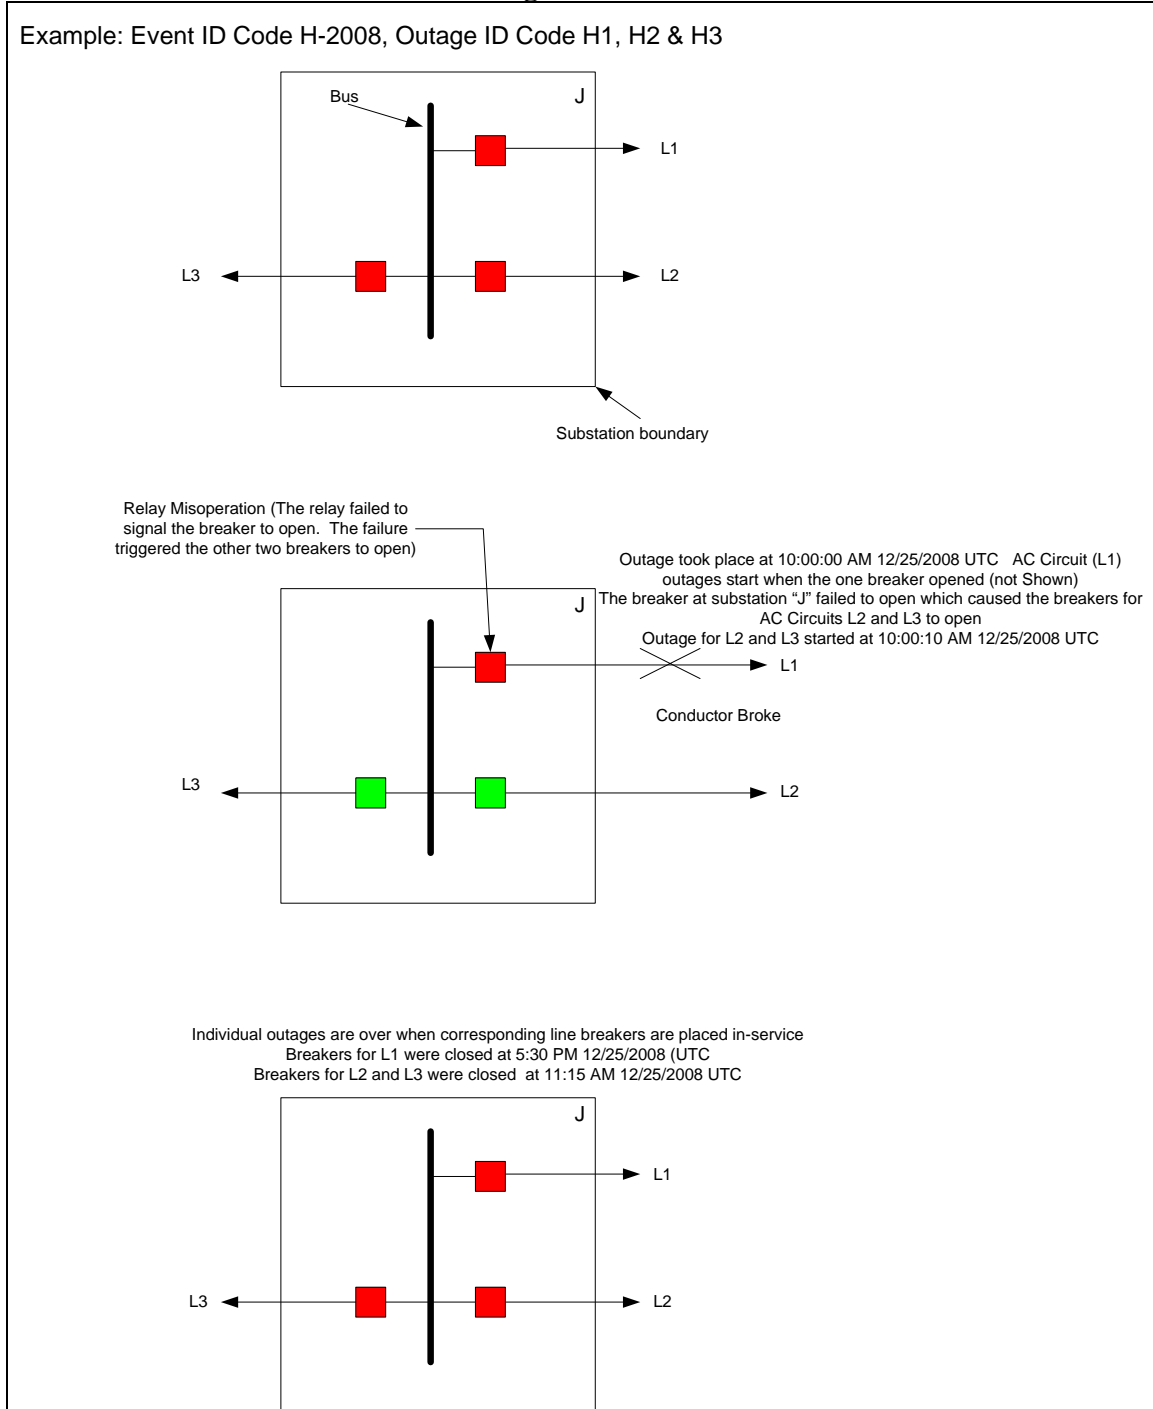 Example: Event ID Code H-2008, Outage ID Code H1, H2 & H3
J
Bus
L1
L3
L2
Substation boundary
Relay Misoperation (The relay failed to
signal the breaker to open. The failure
triggered the other two breakers to open)
Outage took place at 10:00:00 AM 12/25/2008 UTC AC Circuit (L1)
outages start when the one breaker opened (not Shown)
The breaker at substation “J” failed to open which caused the breakers for
AC Circuits L2 and L3 to open
Outage for L2 and L3 started at 10:00:10 AM 12/25/2008 UTC
J
L1
Conductor Broke
L3
L2
Individual outages are over when corresponding line breakers are placed in-service
Breakers for L1 were closed at 5:30 PM 12/25/2008 (UTC
Breakers for L2 and L3 were closed at 11:15 AM 12/25/2008 UTC
J
L1
L3
L2